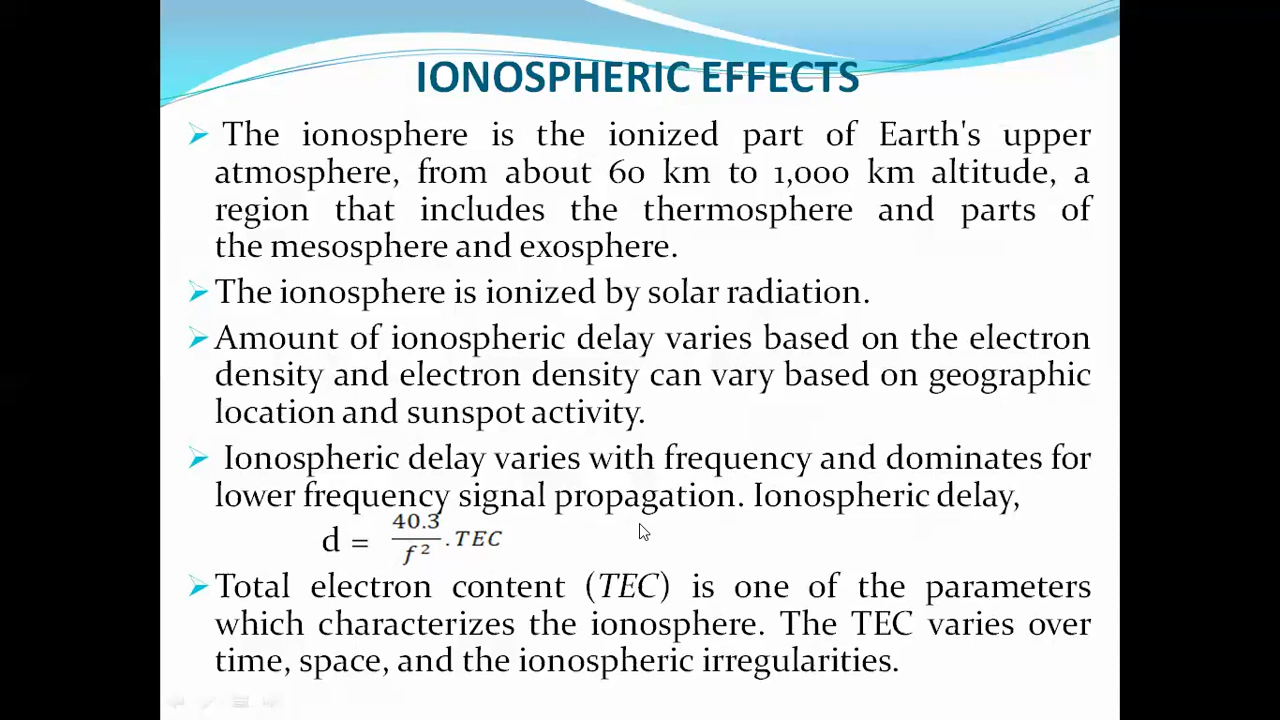 IONOSPHERIC EFFECTS
➤ The ionosphere is the ionized part of Earth's upper
atmosphere, from about 60 km to 1,000 km altitude, a
region that includes the thermosphere and parts of
the mesosphere and exosphere.
➤ The ionosphere is ionized by solar radiation.
➤ Amount of ionospheric delay varies based on the electron
density and electron density can vary based on geographic
location and sunspot activity.
➤ Ionospheric delay varies with frequency and dominates for
lower frequency signal propagation. Ionospheric delay,
d = 40.3/f² . TEC
➤ Total electron content (TEC) is one of the parameters
which characterizes the ionosphere. The TEC varies over
time, space, and the ionospheric irregularities.